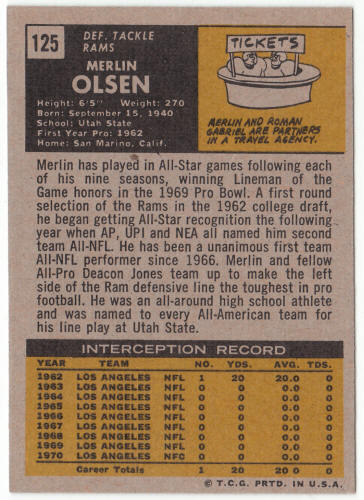 125
DEF. TACKLE
RAMS
MERLIN
OLSEN
Height: 6'5" Weight: 270
Born: September 15, 1940
School: Utah State
First Year Pro: 1962
Home: San Marino, Calif.
TICKETS
MERLIN AND ROMAN
GABRIEL ARE PARTNERS
IN A TRAVEL AGENCY.
Merlin has played in All-Star games following each
of his nine seasons, winning Lineman of the
Game honors in the 1969 Pro Bowl. A first round
selection of the Rams in the 1962 college draft,
he began getting All-Star recognition the following
year when AP, UPI and NEA all named him second
team All-NFL. He has been a unanimous first team
All-NFL performer since 1966. Merlin and fellow
All-Pro Deacon Jones team up to make the left
side of the Ram defensive line the toughest in pro
football. He was an all-around high school athlete
and was named to every All-American team for
his line play at Utah State.
INTERCEPTION RECORD
YEAR TEAM NO. YDS. AVG. TDS.
1962 LOS ANGELES NFL 1 20 20.0 0
1963 LOS ANGELES NFL 0 0 0 0
1964 LOS ANGELES NFL 0 0 0 0
1965 LOS ANGELES NFL 0 0 0 0
1966 LOS ANGELES NFL 0 0 0 0
1967 LOS ANGELES NFL 0 0 0 0
1968 LOS ANGELES NFL 0 0 0 0
1969 LOS ANGELES NFL 0 0 0 0
1970 LOS ANGELES NFC 0 0 0 0
Career Totals 1 20 20.0 0
© T.C.G. PRTD. IN U.S.A.